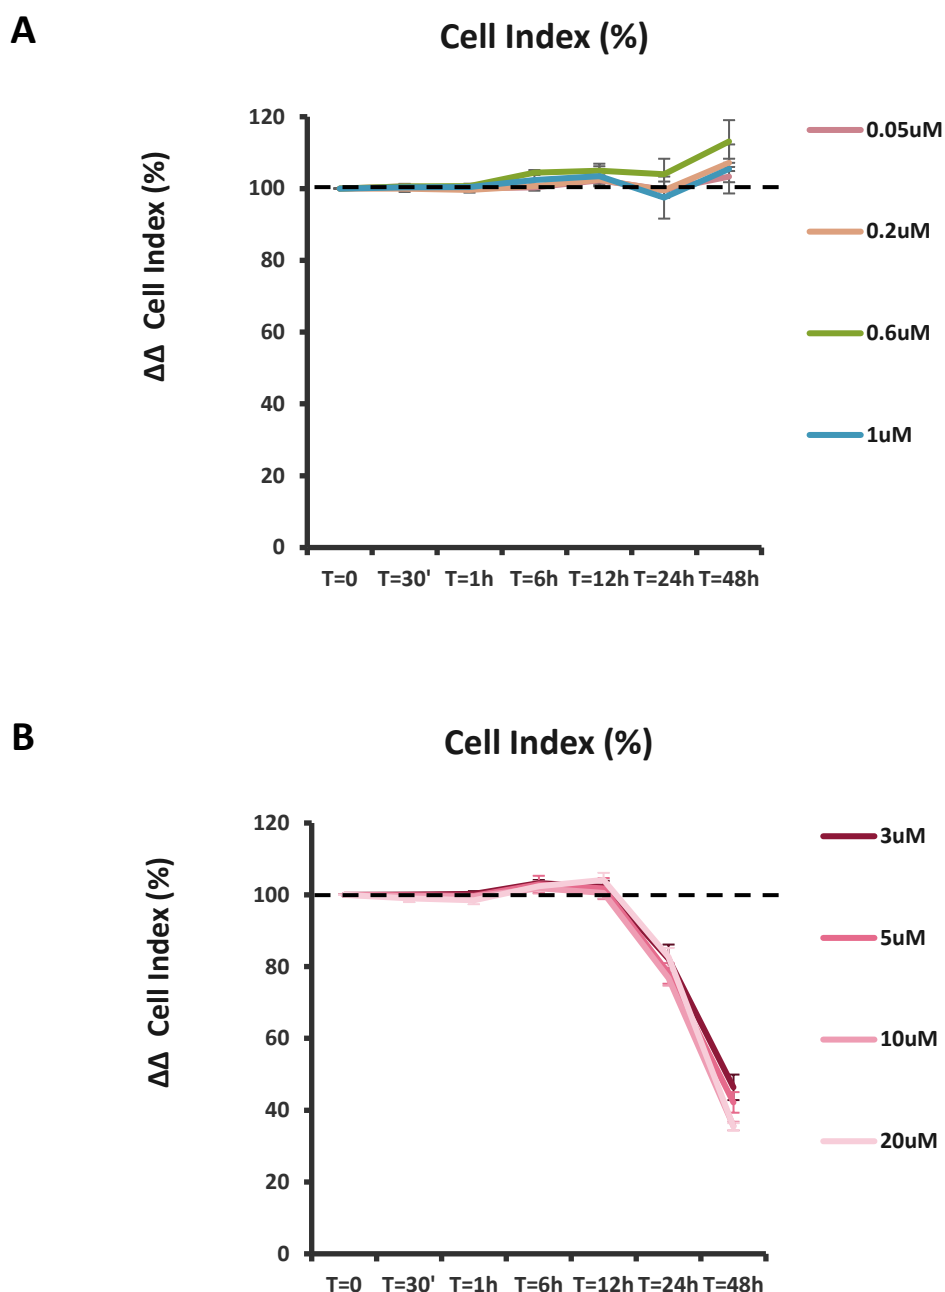 A
Cell Index (%)
ΔΔ Cell Index (%)
120
100
80
60
40
20
0
T=0 T=30' T=1h T=6h T=12h T=24h T=48h
0.05uM
0.2uM
0.6uM
1uM
B
Cell Index (%)
ΔΔ Cell Index (%)
120
100
80
60
40
20
0
T=0 T=30' T=1h T=6h T=12h T=24h T=48h
3uM
5uM
10uM
20uM